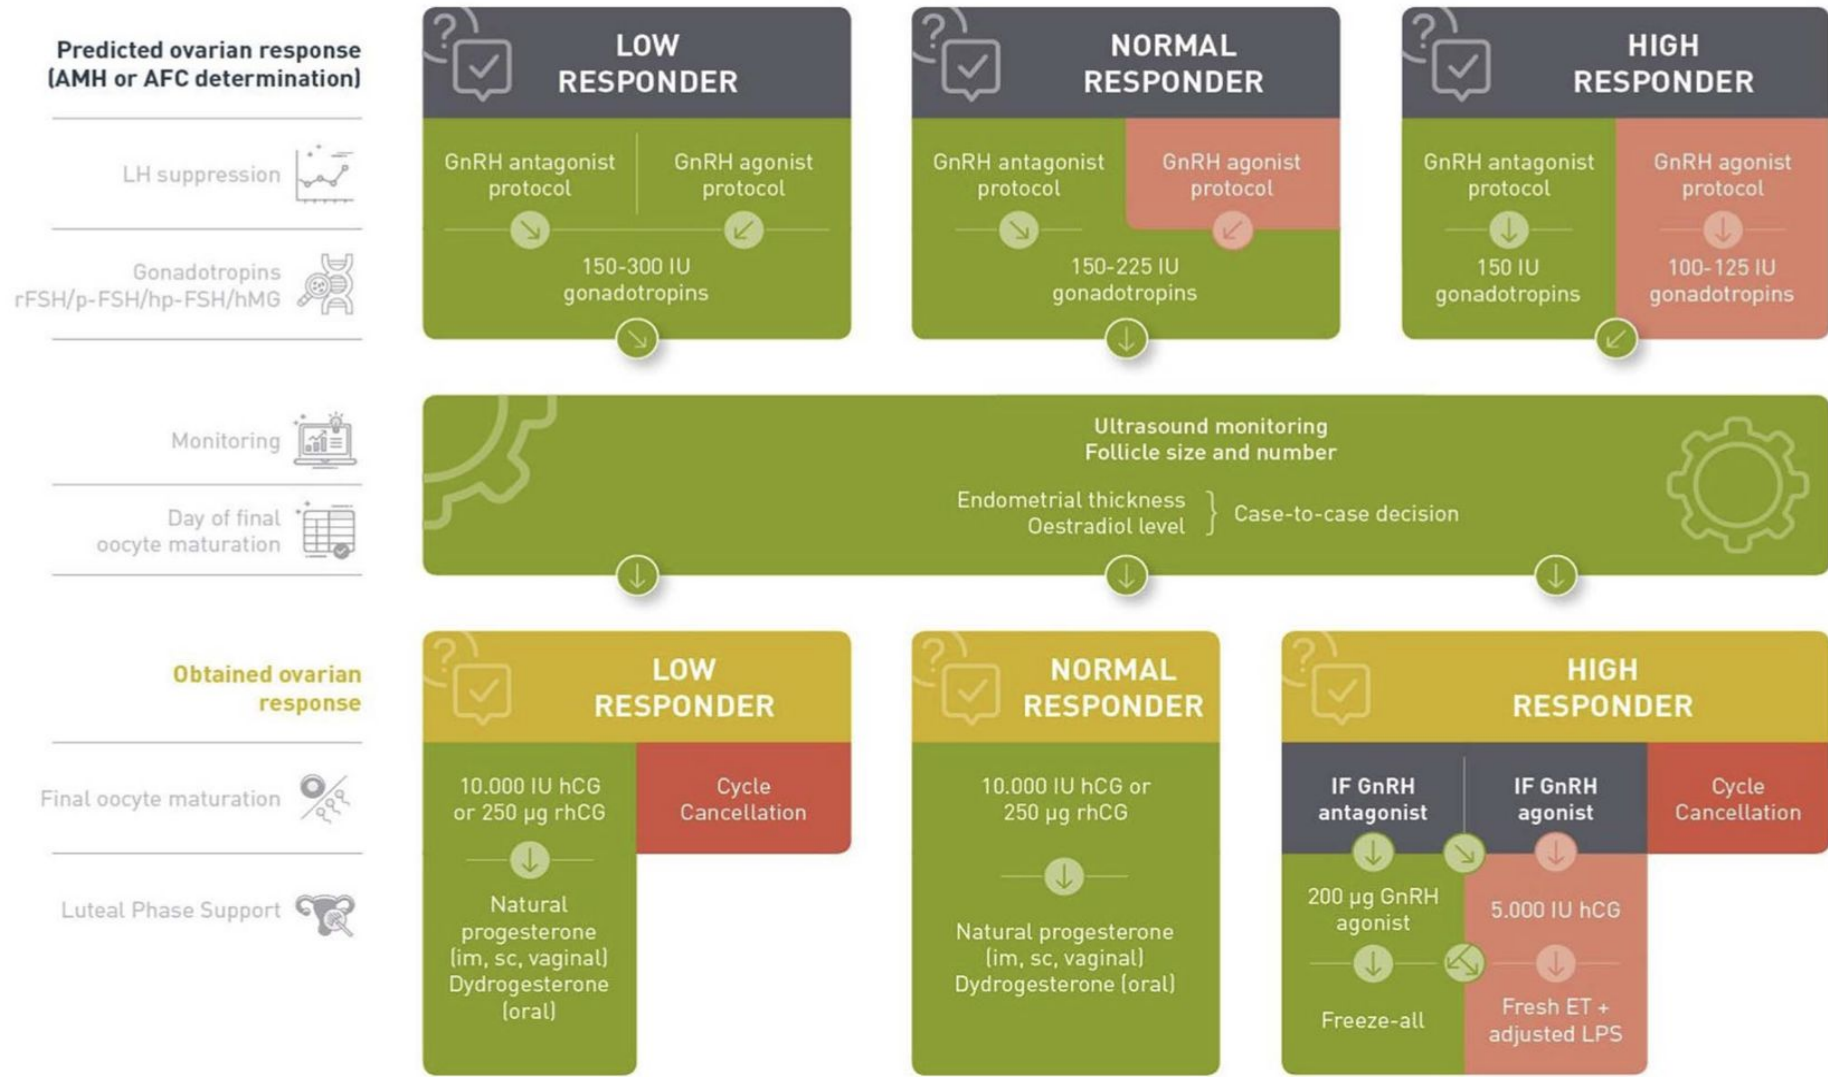 Predicted ovarian response
(AMH or AFC determination)
LOW
RESPONDER
NORMAL
RESPONDER
HIGH
RESPONDER
LH suppression
GnRH antagonist
protocol
GnRH agonist
protocol
GnRH antagonist
protocol
GnRH agonist
protocol
GnRH antagonist
protocol
GnRH agonist
protocol
Gonadotropins
rFSH/p-FSH/hp-FSH/hMG
150-300 IU
gonadotropins
150-225 IU
gonadotropins
150 IU
gonadotropins
100-125 IU
gonadotropins
Monitoring
Ultrasound monitoring
Follicle size and number
Day of final
oocyte maturation
Endometrial thickness
Oestradiol level
Case-to-case decision
Obtained ovarian
response
LOW
RESPONDER
NORMAL
RESPONDER
HIGH
RESPONDER
Final oocyte maturation
10.000 IU hCG
or 250 µg rhCG
Cycle
Cancellation
10.000 IU hCG or
250 µg rhCG
IF GnRH
antagonist
IF GnRH
agonist
Cycle
Cancellation
Luteal Phase Support
Natural
progesterone
(im, sc, vaginal)
Dydrogesterone
(oral)
Natural progesterone
(im, sc, vaginal)
Dydrogesterone (oral)
200 µg GnRH
agonist
5.000 IU hCG
Freeze-all
Fresh ET +
adjusted LPS